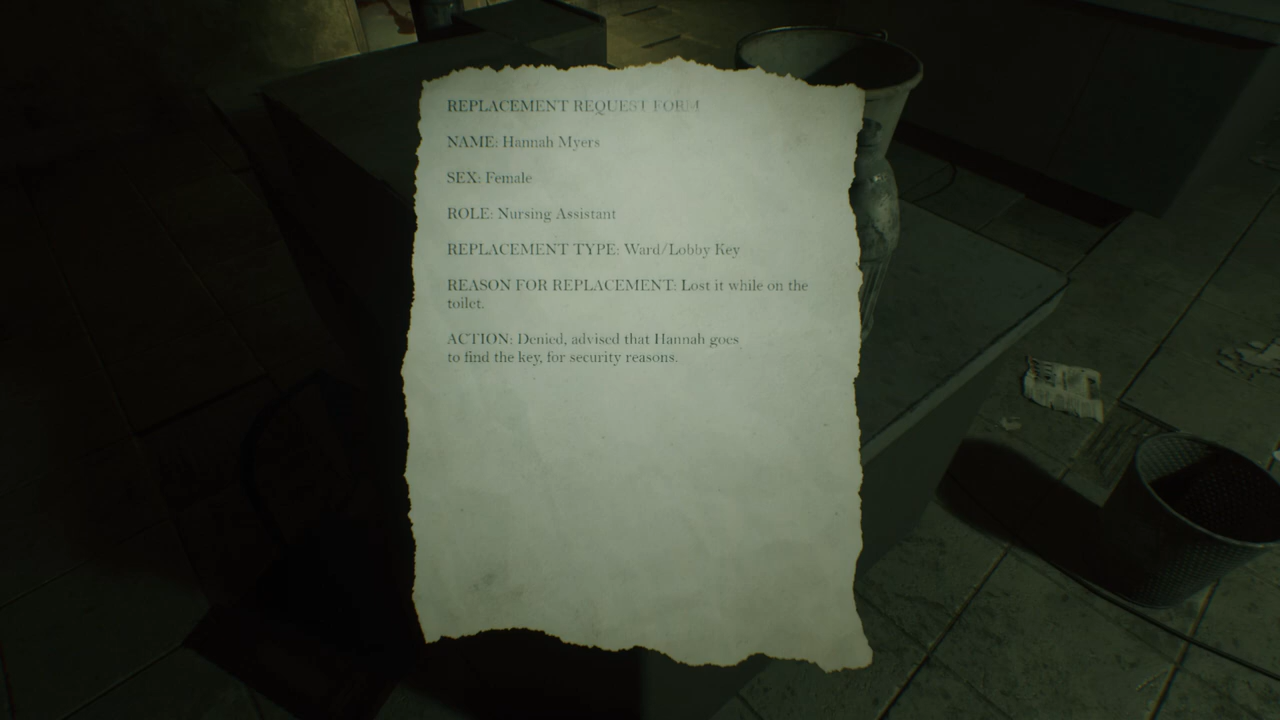 REPLACEMENT REQUEST FORM
NAME: Hannah Myers
SEX: Female
ROLE: Nursing Assistant
REPLACEMENT TYPE: Ward/Lobby Key
REASON FOR REPLACEMENT: Lost it while on the
toilet.
ACTION: Denied, advised that Hannah goes
to find the key, for security reasons.